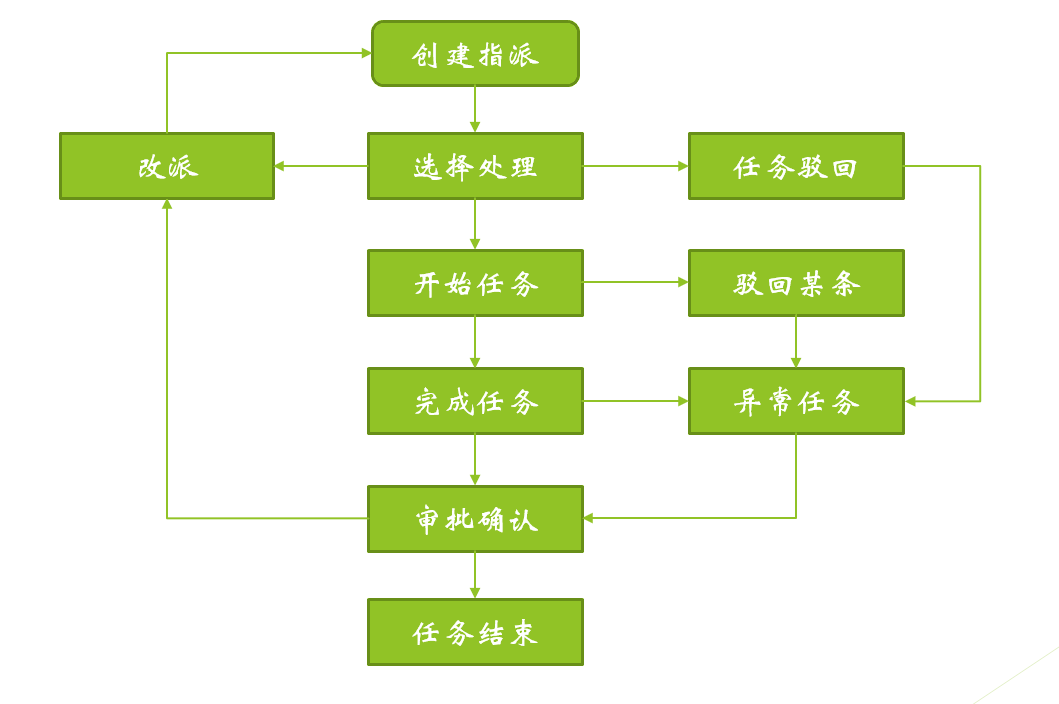 创建指派
改派
选择处理
任务驳回
开始任务
驳回某条
完成任务
异常任务
审批确认
任务结束